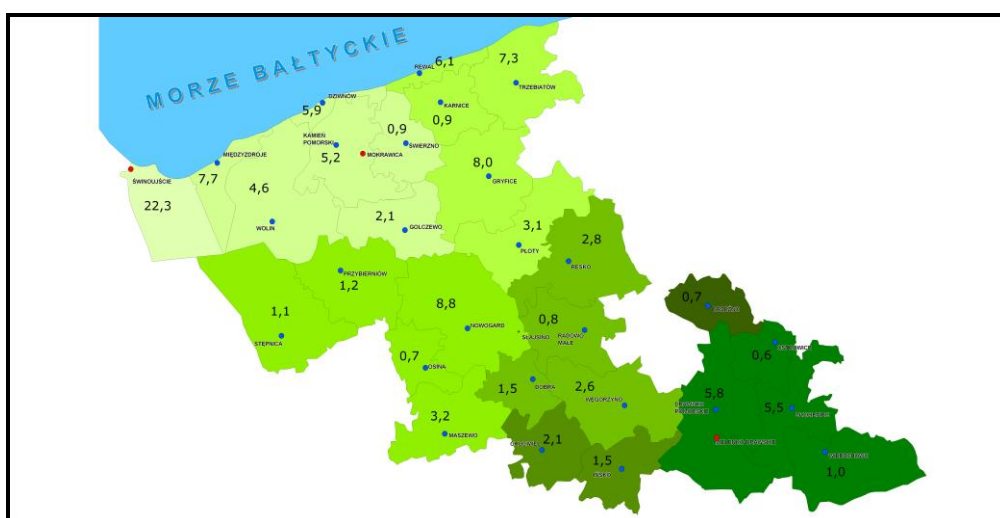 MORZE BAŁTYCKIE
REWAL
6,1
7,3
TRZEBIATÓW
DZIWNÓW
5,9
KARNICE
0,9
KAMIEŃ
POMORSKI
5,2
MOKRAWICA
0,9
ŚWIERZNO
MIĘDZYZDROJE
7,7
ŚWINOUJŚCIE
22,3
4,6
WOLIN
8,0
GRYFICE
2,1
GOLCZEWO
3,1
PŁOTY
2,8
RESKO
PRZYBIERNÓW
1,2
1,1
STEPNICA
8,8
NOWOGARD
0,8
RADOWO
MAŁE
SŁAJSINO
0,7
0,6
0,7
OSINA
1,5
DOBRA
2,6
WĘGORZYNO
5,8
5,5
3,2
MASZEWO
2,1
1,5
1,0